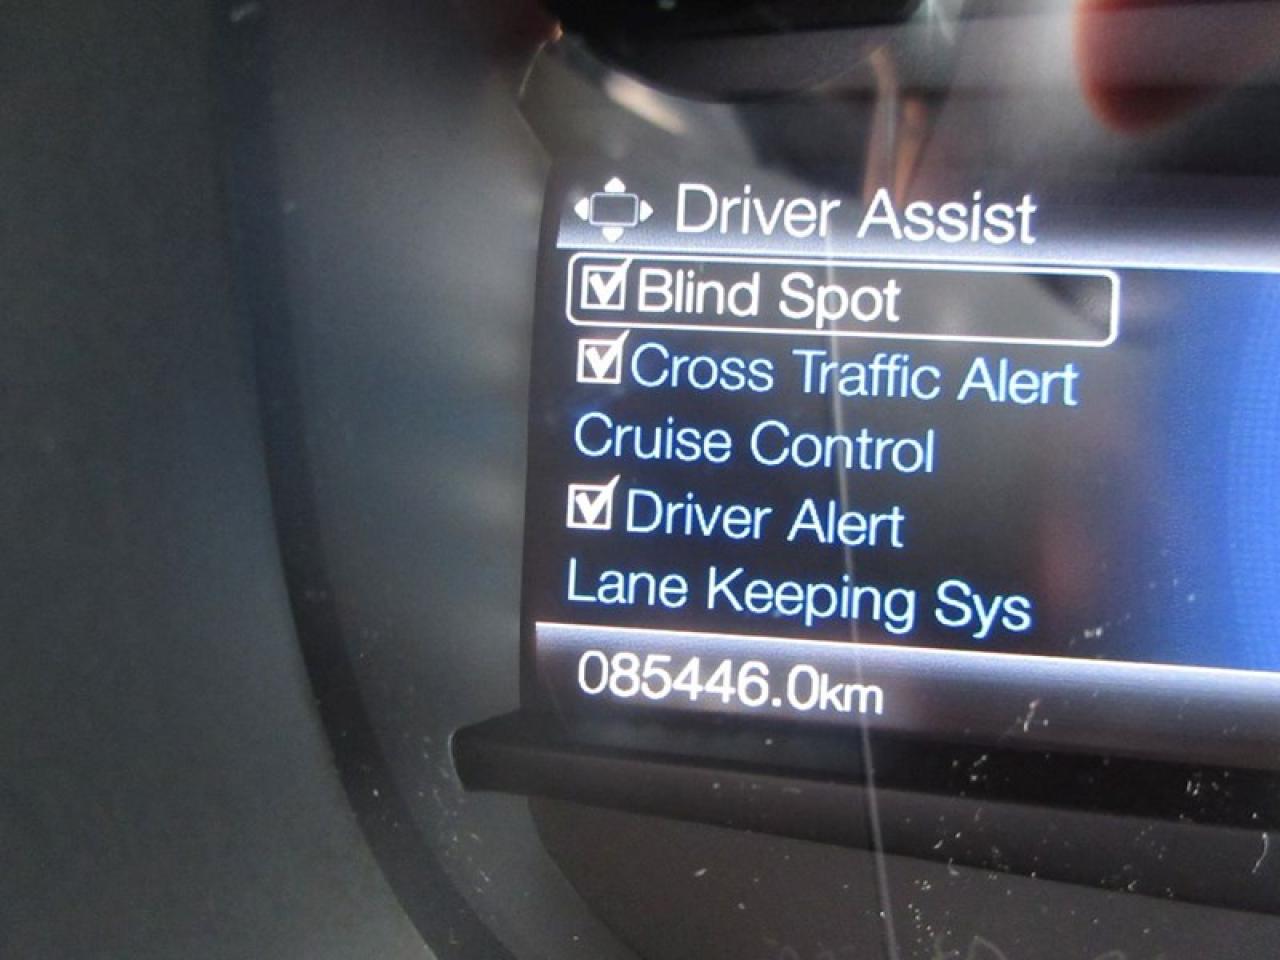 Driver Assist
Blind Spot
Cross Traffic Alert
Cruise Control
Driver Alert
Lane Keeping Sys
085446.0km